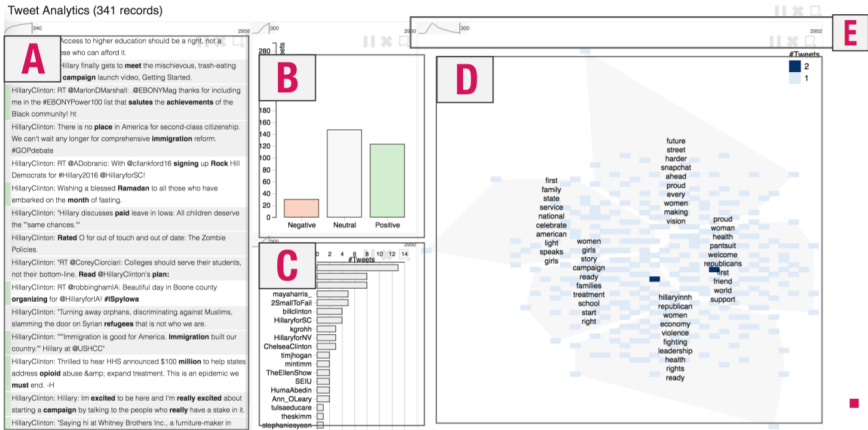 Tweet Analytics (341 records)
340
2950
300
300
2952
E
A
Access to higher education should be a right, not a
se who can afford it.
Hillary finally gets to meet the mischievous, trash-eating
campaign launch video, Getting Started.
HillaryClinton: RT @MarlonDMarshall: .@EBONYMag thanks for including
me in the #EBONYPower100 list that salutes the achievements of the
Black community! ht
HillaryClinton: There is no place in America for second-class citizenship.
We can't wait any longer for comprehensive immigration reform.
#GOPdebate
HillaryClinton: RT @ADobranic: With @cllankford16 signing up Rock Hill
Democrats for #Hillary2016 @HillaryforSC!
HillaryClinton: Wishing a blessed Ramadan to all those who have
embarked on the month of fasting.
HillaryClinton: "Hillary discusses paid leave in Iowa: All children deserve
the ""same chances.""
HillaryClinton: Rated O for out of touch and out of date: The Zombie
Policies.
HillaryClinton: "RT @CoreyCiorciari: Colleges should serve their students,
not their bottom-line. Read @HillaryClinton's plan:
HillaryClinton: RT @robbinghamIA: Beautiful day in Boone county
organizing for @HillaryforIA! #ISpyIowa
HillaryClinton: "Turning away orphans, discriminating against Muslims,
slamming the door on Syrian refugees that is not who we are.
HillaryClinton: """Immigration is good for America. Immigration built our
country."" Hillary at @USHCC"
HillaryClinton: Thrilled to hear HHS announced $100 million to help states
address opioid abuse &amp; expand treatment. This is an epidemic we
must end. -H
HillaryClinton: Hillary: Im excited to be here and I'm really excited about
starting a campaign by talking to the people who really have a stake in it.
HillaryClinton: "Saying hi at Whitney Brothers Inc., a furniture-maker in
B
280
180
160
140
120
100
80
60
40
20
0
Negative Neutral Positive
C
0 2 4 6 8 10 12 14
#Tweets
mayaharris_
2SmallToFail
billclinton
HillaryforSC
kgrohh
HillaryforNV
ChelseaClinton
timjhogan
mintimm
TheEllenShow
SEIU
HumaAbedin
Ann_OLeary
tulsaeducare
theskimm
stephaniesyoon
D
#Tweets
2
1
future
street
harder
snapchat
ahead
proud
every
women
making
vision
first
family
state
service
national
celebrate
american
light
speaks
girls
women
girls
story
campaign
ready
families
treatment
school
start
right
proud
woman
health
pantsuit
welcome
republicans
first
friend
world
support
hillaryinnh
republican
women
economy
violence
fighting
leadership
health
rights
ready